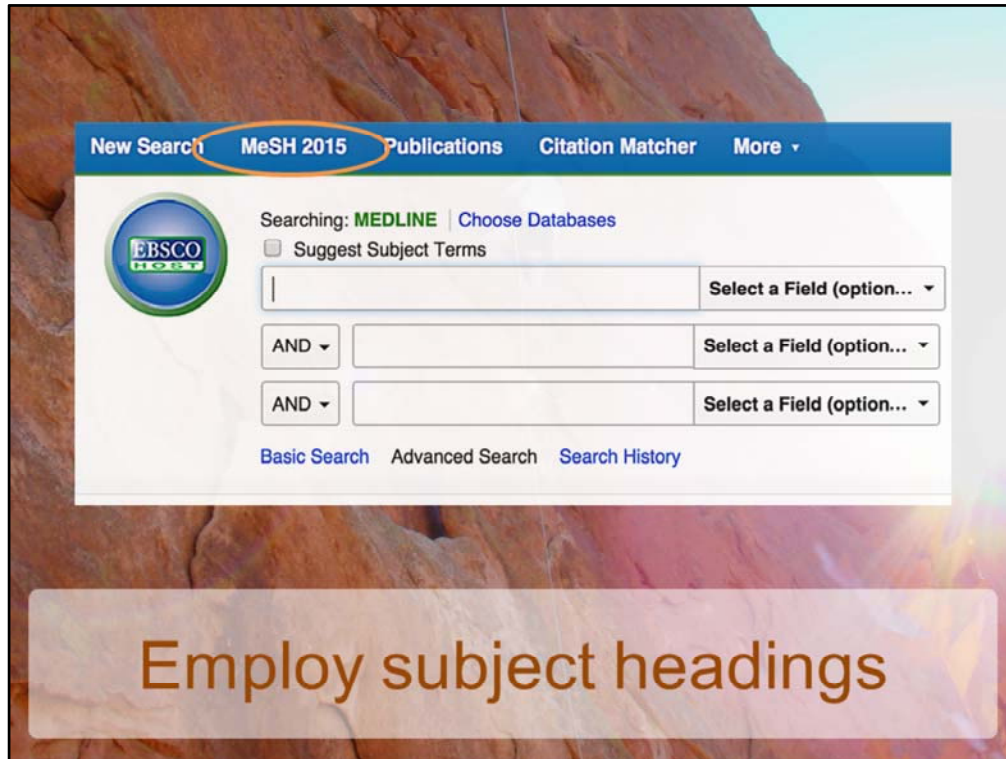 New Search MeSH 2015 Publications Citation Matcher More
EBSCO
HOST
Searching: MEDLINE | Choose Databases
Suggest Subject Terms
Select a Field (option...
AND
Select a Field (option...
AND
Select a Field (option...
Basic Search Advanced Search Search History
Employ subject headings